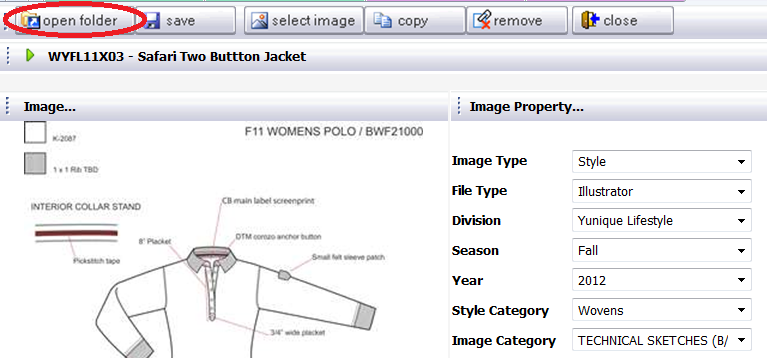 open folder save select image copy remove close
WYFL11X03 - Safari Two Buttton Jacket
Image...
K-2087
F11 WOMENS POLO / BWF21000
1 x 1 Rib TBD
INTERIOR COLLAR STAND
CB main label screenprint
8" Placket
DTM corozo anchor button
Small felt sleeve patch
Pickstitch tape
3/4" wide placket
Image Property...
Image Type Style
File Type Illustrator
Division Yunique Lifestyle
Season Fall
Year 2012
Style Category Wovens
Image Category TECHNICAL SKETCHES (B/